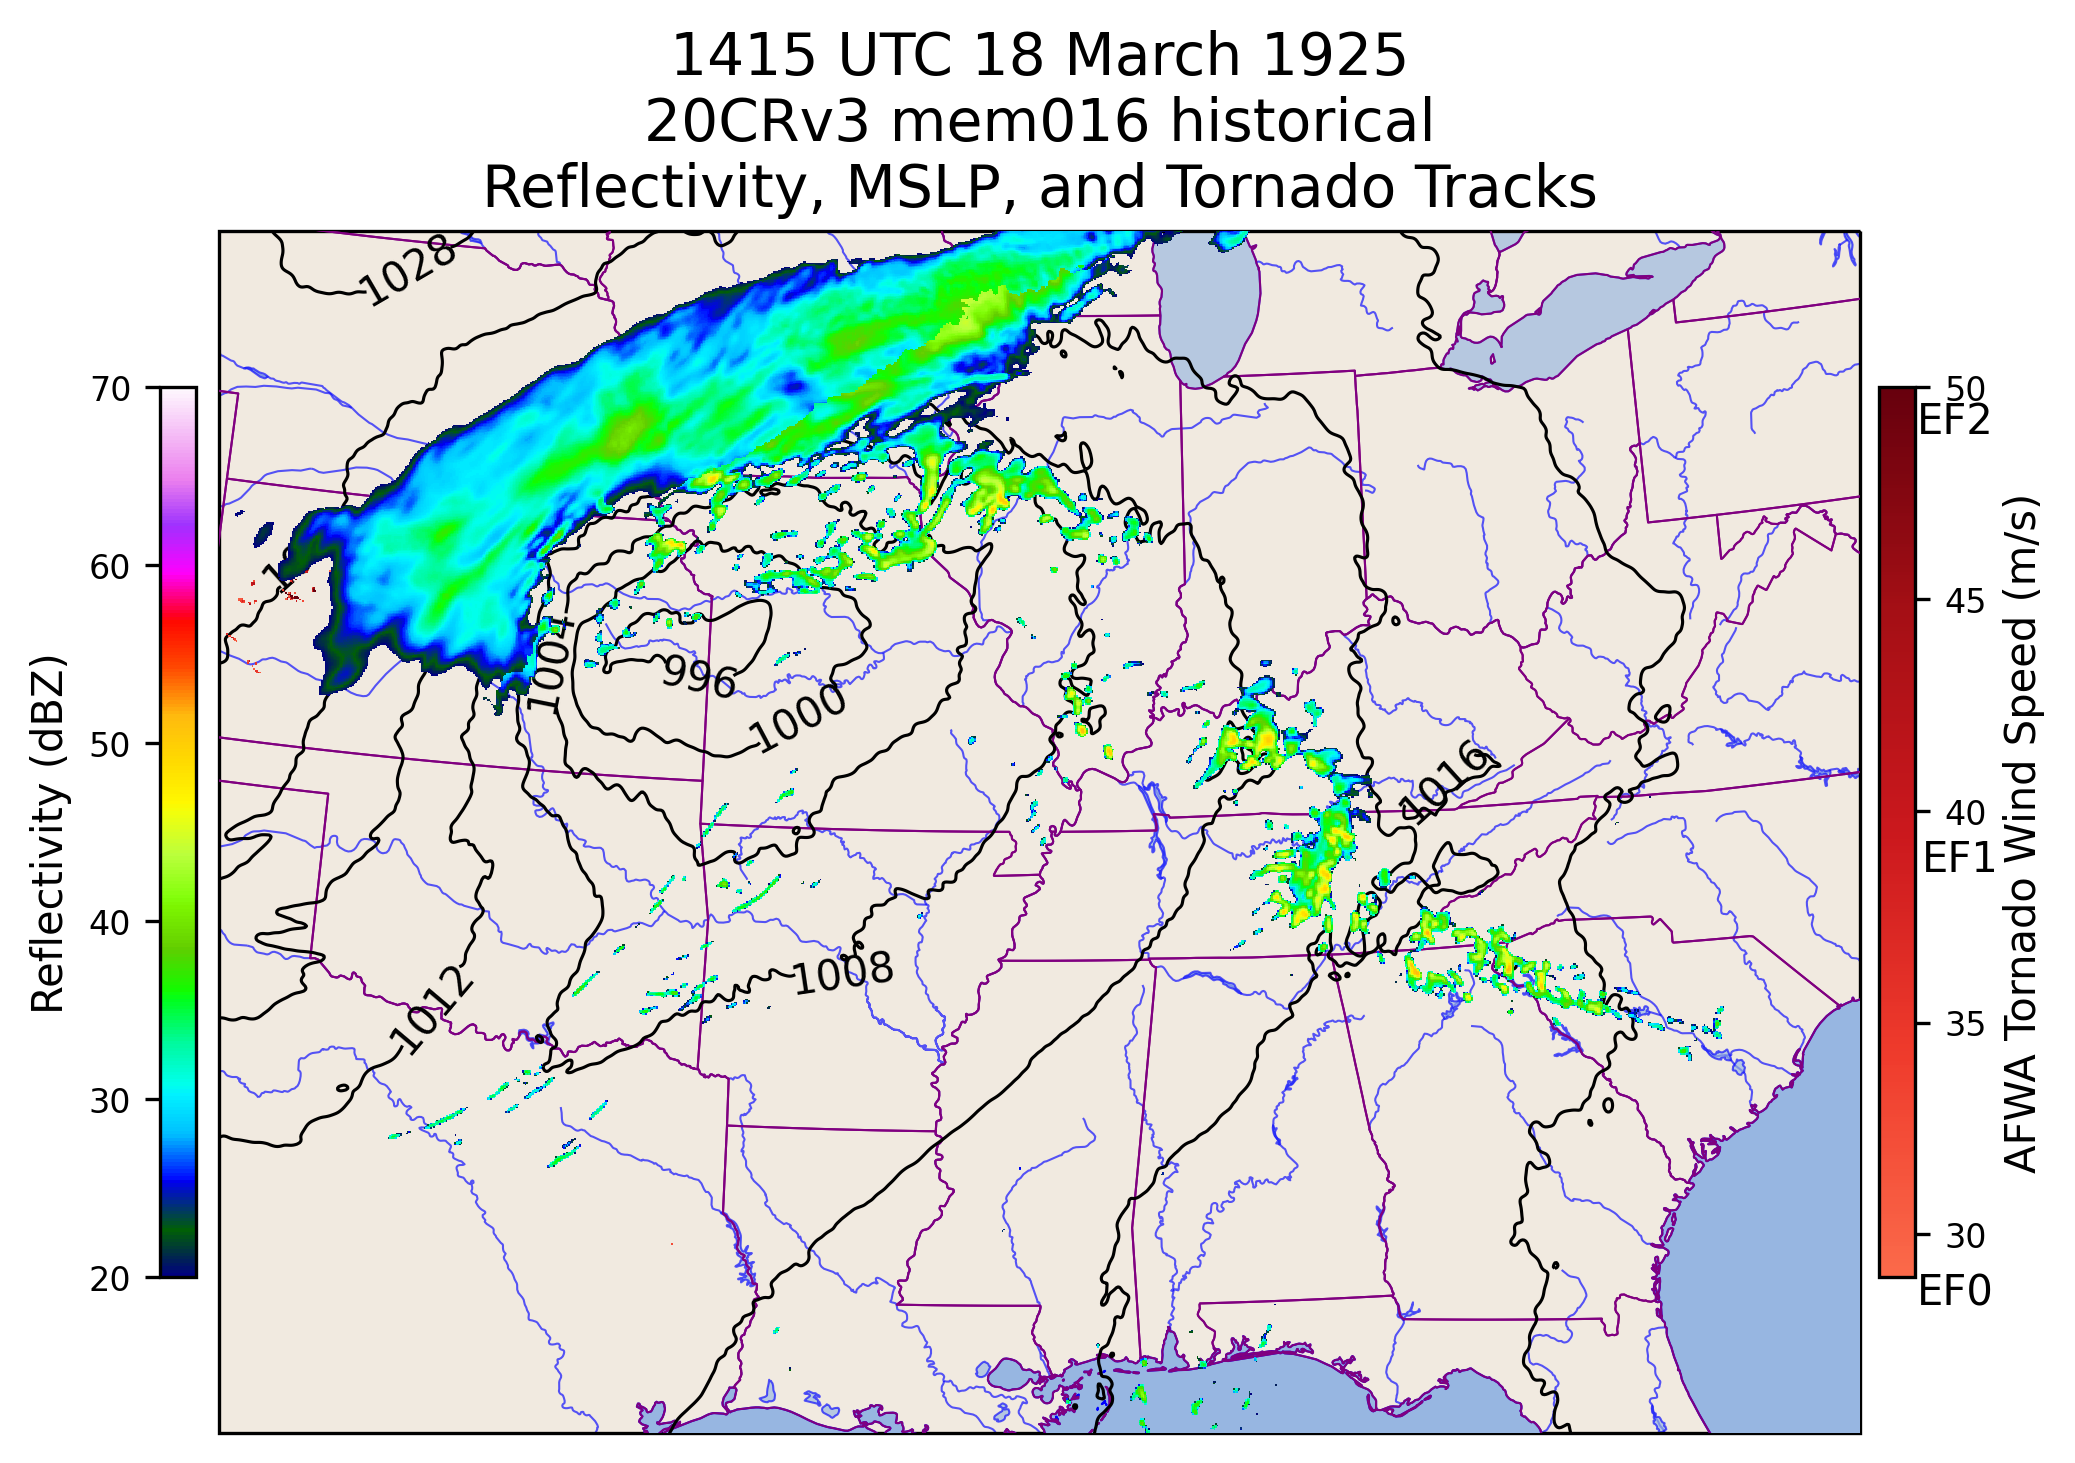 1415 UTC 18 March 1925
20CRv3 mem016 historical
Reflectivity, MSLP, and Tornado Tracks
1028
1
1004
996
1000
1016
1008
1012
70
60
50
40
30
20
Reflectivity (dBZ)
50
EF2
45
40
EF1
35
30
EF0
AFWA Tornado Wind Speed (m/s)